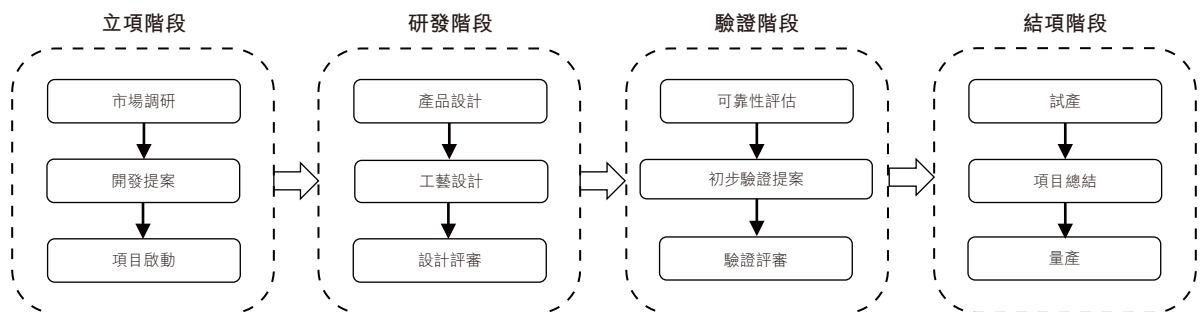 立項階段
市場調研
開發提案
項目啟動
研發階段
產品設計
工藝設計
設計評審
驗證階段
可靠性評估
初步驗證提案
驗證評審
結項階段
試產
項目總結
量產